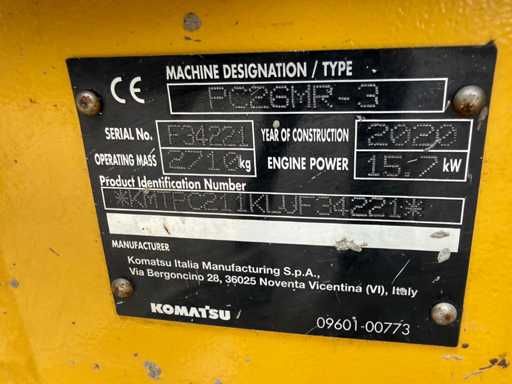 CE
MACHINE DESIGNATION / TYPE
PC26MR-3
SERIAL No. F34221 YEAR OF CONSTRUCTION 2020
OPERATING MASS 2710 kg ENGINE POWER 15.7 kW
Product Identification Number
*KMTPC211KLJF34221*
MANUFACTURER
Komatsu Italia Manufacturing S.p.A.,
Via Bergoncino 28, 36025 Noventa Vicentina (VI), Italy
KOMATSU
09601-00773